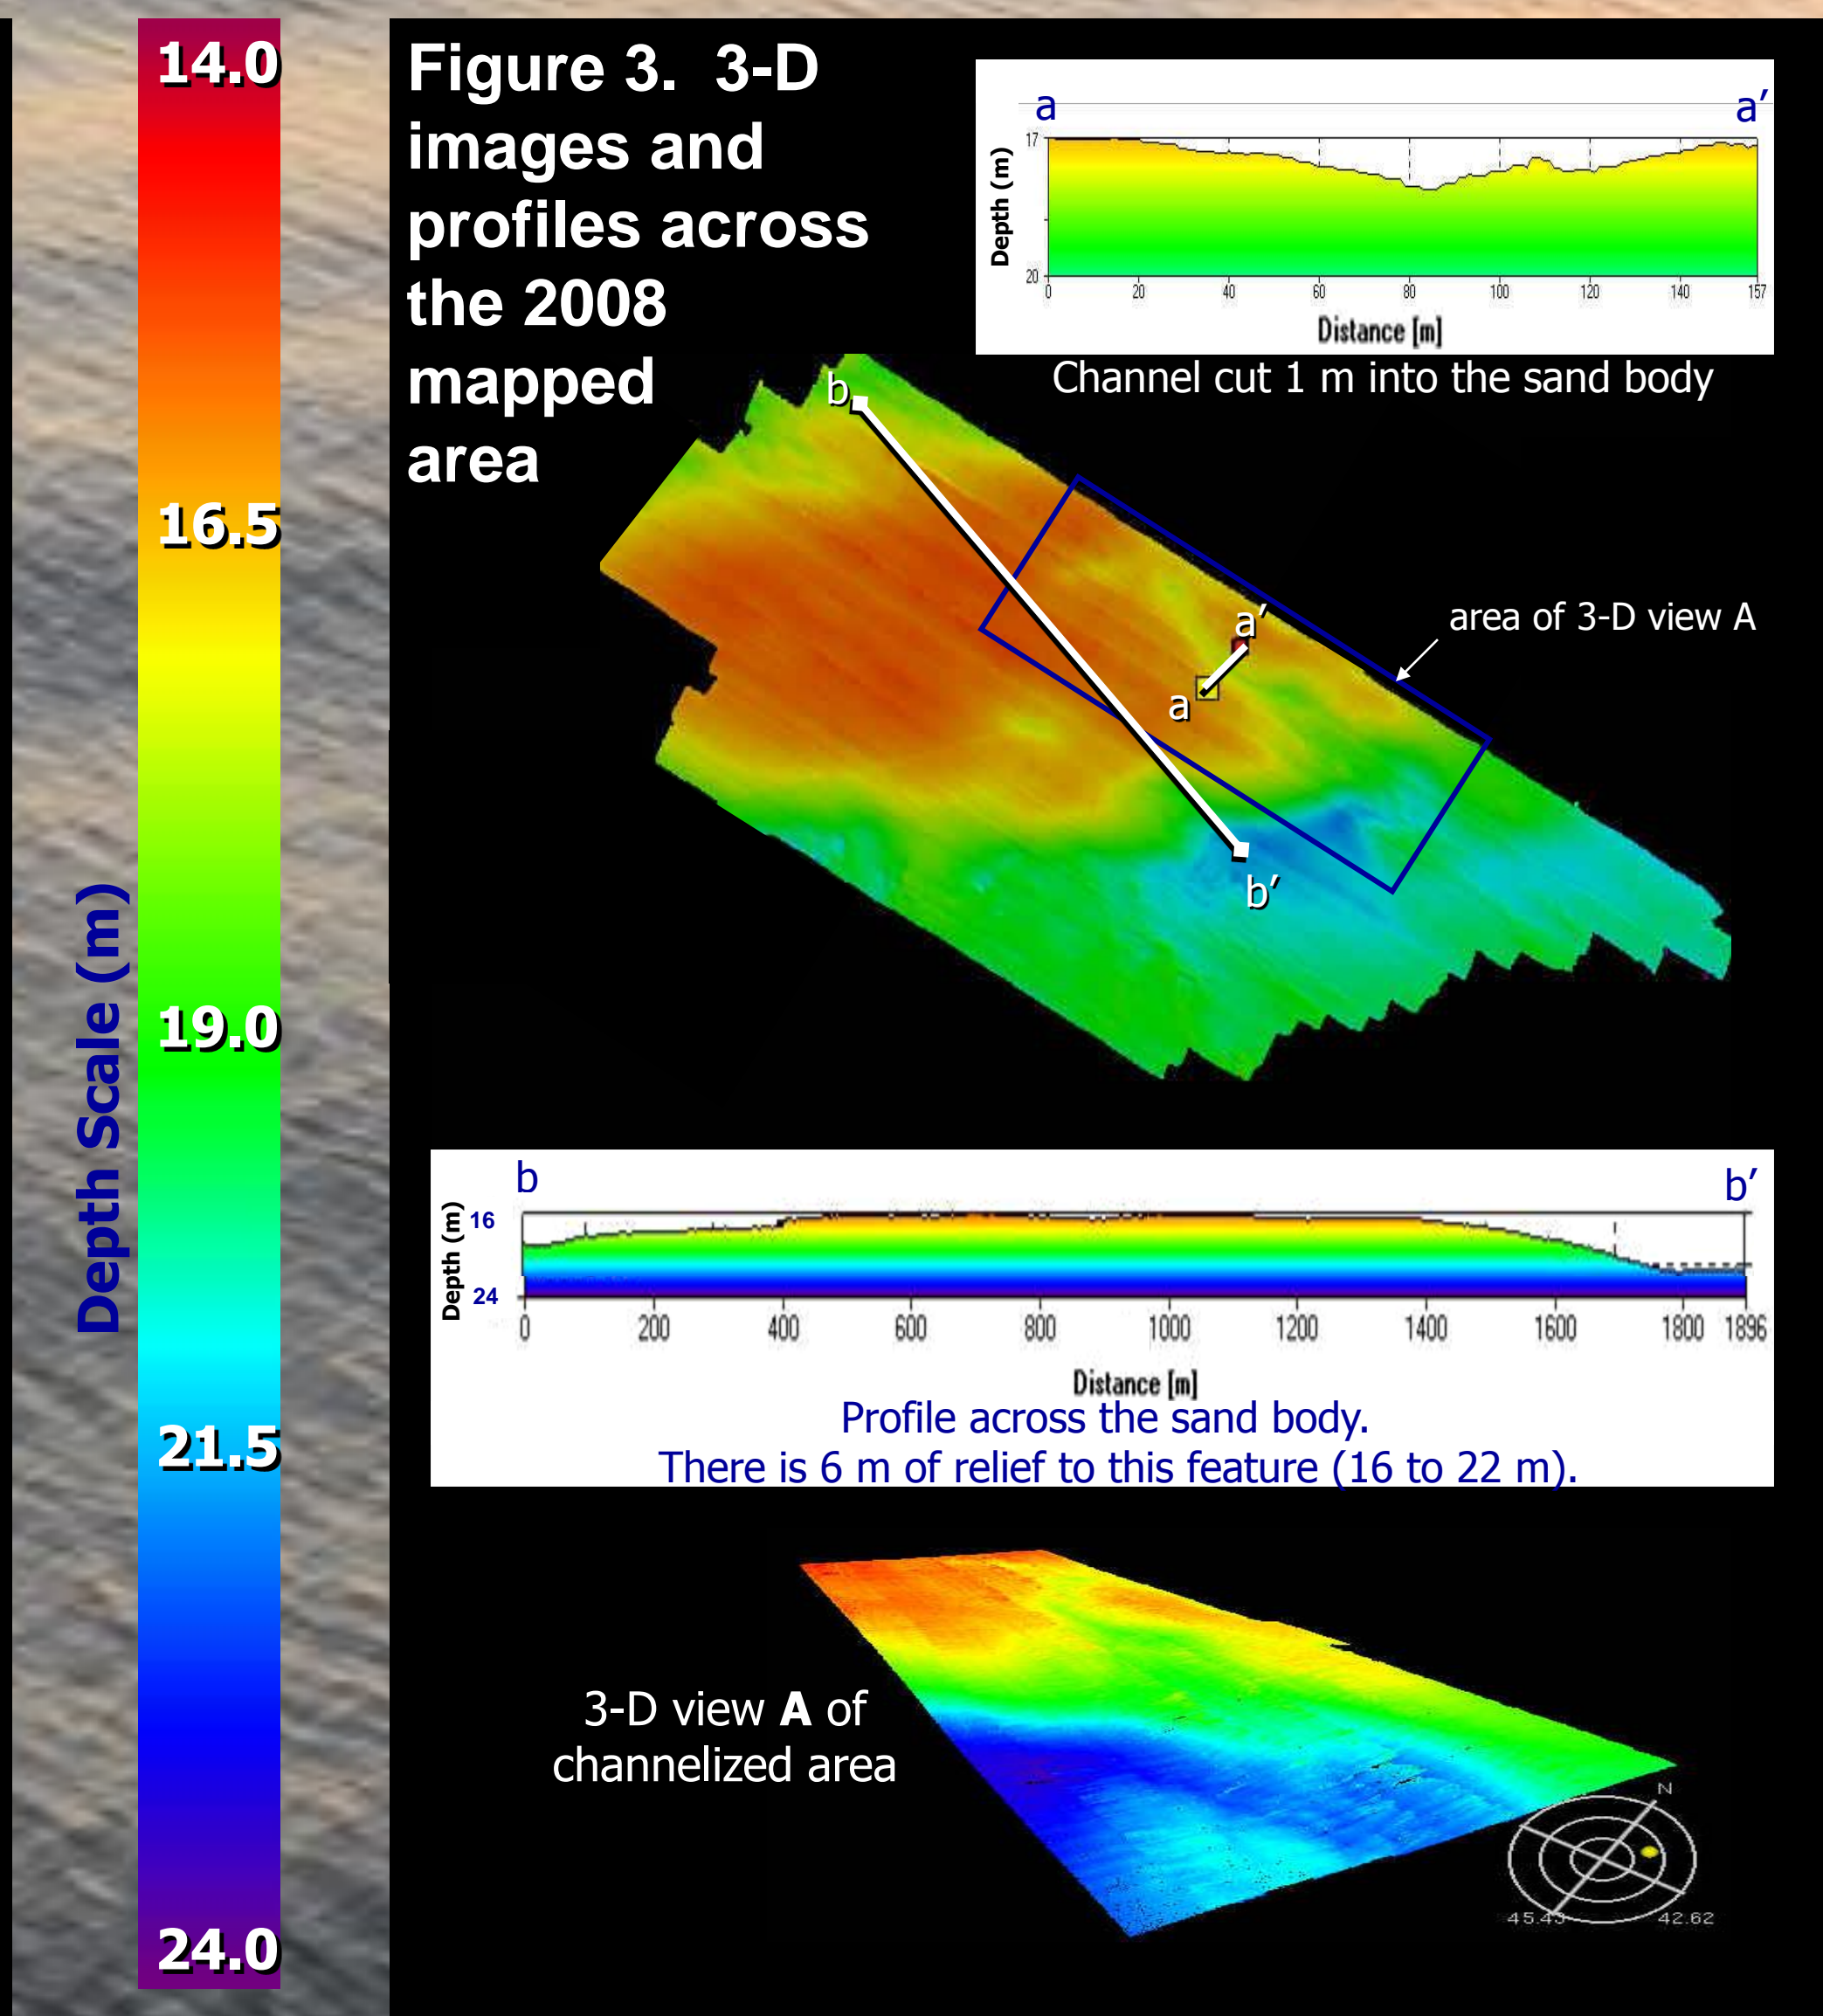 14.0
16.5
19.0
21.5
24.0
Depth Scale (m)
Figure 3.  3-D
images and
profiles across
the 2008
mapped
area
a
a′
Depth (m)
17
20
0 20 40 60 80 100 120 140 157
Distance [m]
Channel cut 1 m into the sand body
b
area of 3-D view A
a′
a
b′
b
b′
Depth (m)
16
24
0 200 400 600 800 1000 1200 1400 1600 1800 1896
Distance [m]
Profile across the sand body.
There is 6 m of relief to this feature (16 to 22 m).
3-D view A of
channelized area
N
45.43
42.62